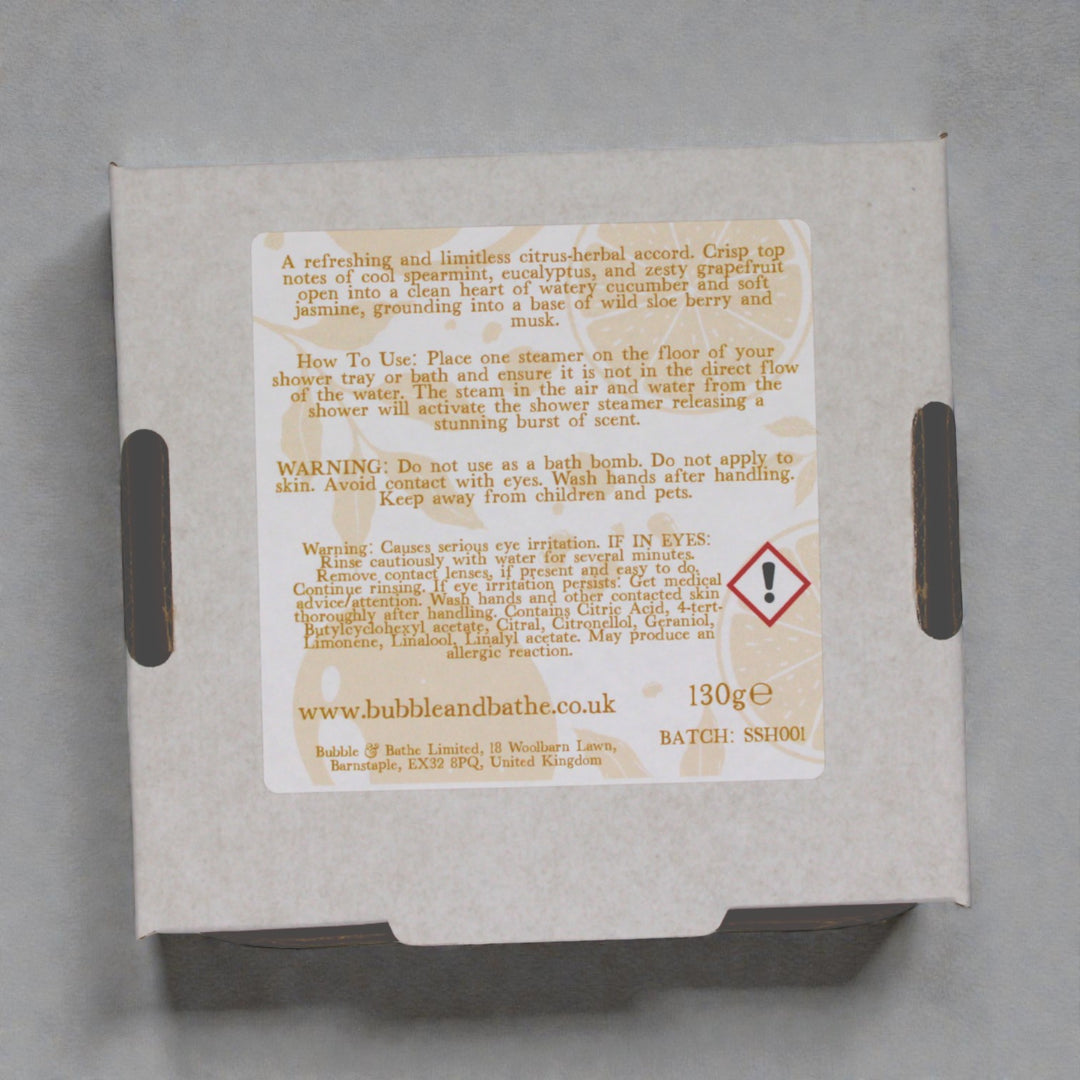 A refreshing and limitless citrus-herbal accord. Crisp top
notes of cool spearmint, eucalyptus, and zesty grapefruit
open into a clean heart of watery cucumber and soft
jasmine, grounding into a base of wild sloe berry and
musk.
How To Use: Place one steamer on the floor of your
shower tray or bath and ensure it is not in the direct flow
of the water. The steam in the air and water from the
shower will activate the shower steamer releasing a
stunning burst of scent.
WARNING: Do not use as a bath bomb. Do not apply to
skin. Avoid contact with eyes. Wash hands after handling.
Keep away from children and pets.
Warning: Causes serious eye irritation. IF IN EYES:
Rinse cautiously with water for several minutes.
Remove contact lenses, if present and easy to do.
Continue rinsing. If eye irritation persists: Get medical
advice/attention. Wash hands and other contacted skin
thoroughly after handling. Contains Citric Acid, 4-tert-
Butylcyclohexyl acetate, Citral, Citronellol, Geraniol,
Limonene, Linalool, Linalyl acetate. May produce an
allergic reaction.
www.bubbleandbathe.co.uk
130g℮
BATCH: SSH001
Bubble & Bathe Limited, 18 Woolbarn Lawn,
Barnstaple, EX32 8PQ, United Kingdom